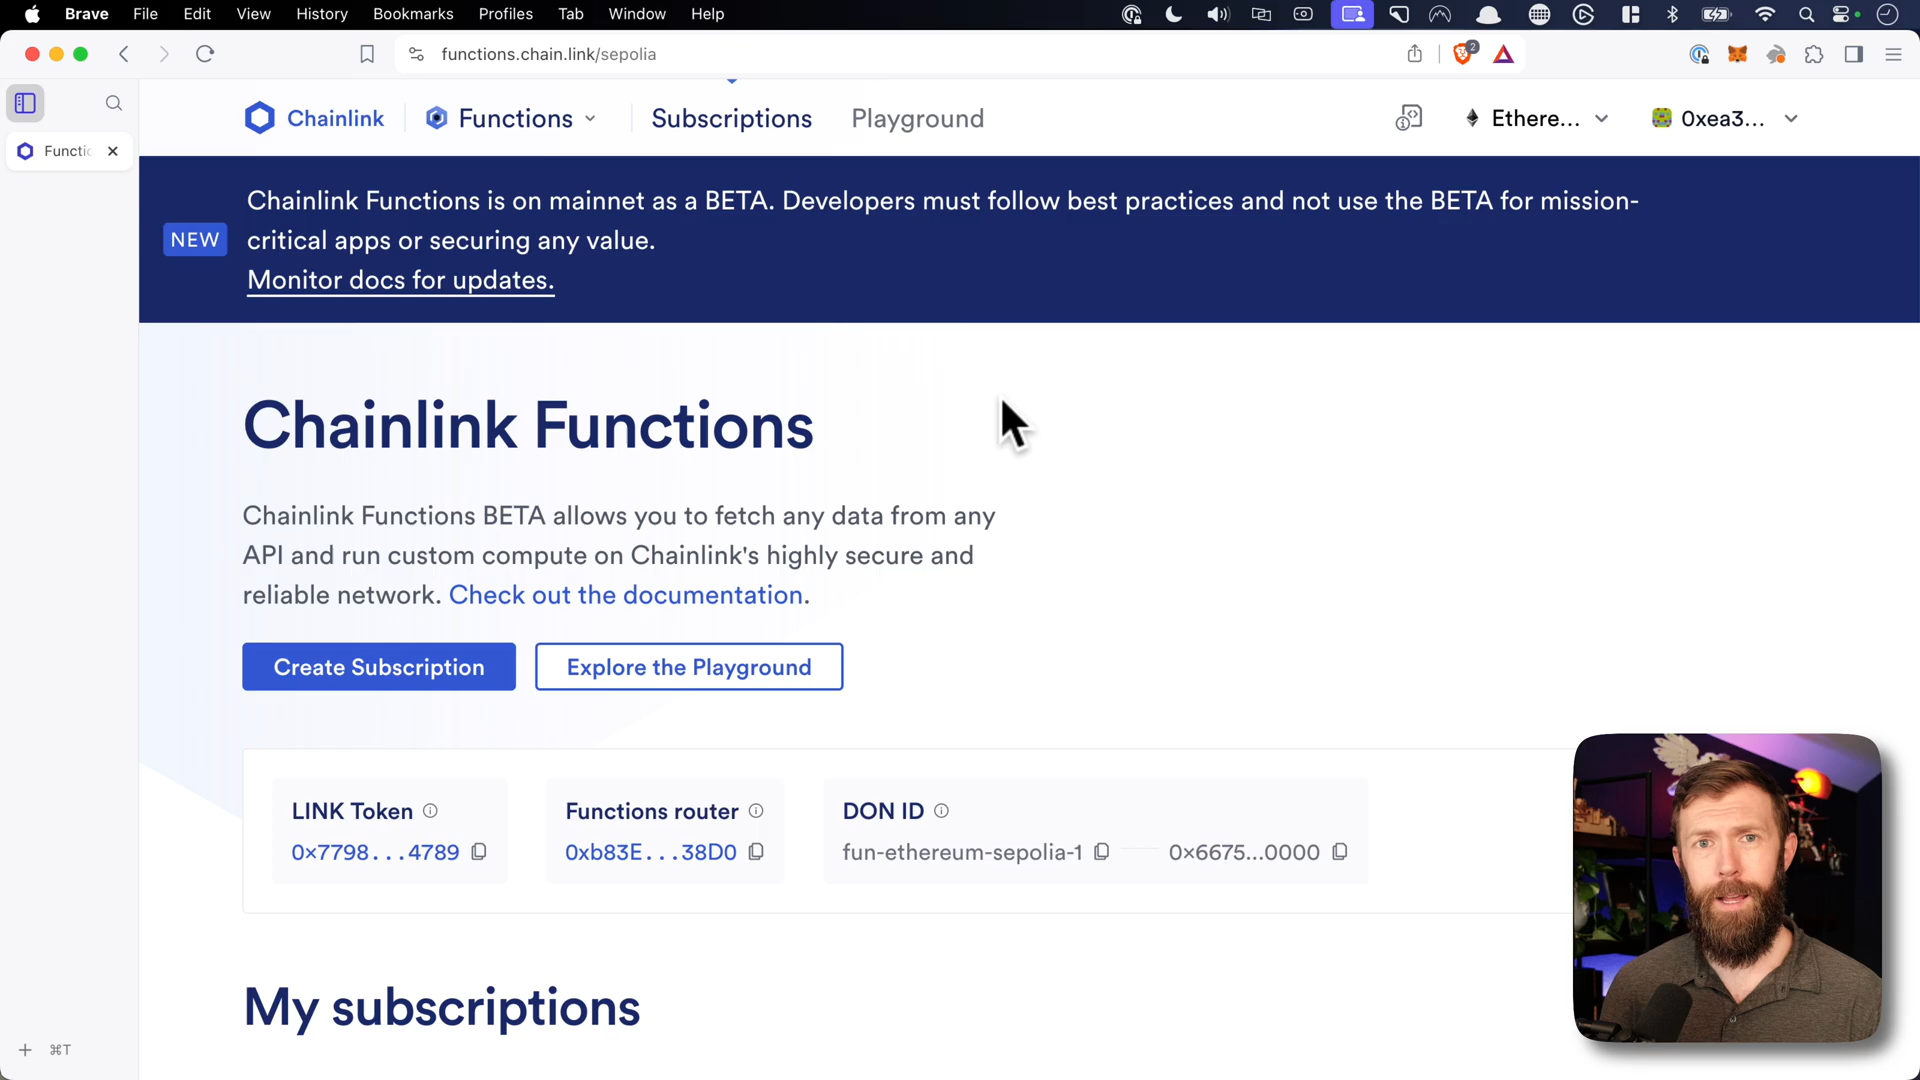 Brave File Edit View History Bookmarks Profiles Tab Window Help
functions.chain.link/sepolia
2
Chainlink Functions Subscriptions Playground Ethere... 0xea3...
Functi
Chainlink Functions is on mainnet as a BETA. Developers must follow best practices and not use the BETA for mission-
NEW critical apps or securing any value.
Monitor docs for updates.
Chainlink Functions
Chainlink Functions BETA allows you to fetch any data from any
API and run custom compute on Chainlink's highly secure and
reliable network. Check out the documentation.
Create Subscription Explore the Playground
LINK Token Functions router DON ID
0x7798...4789 0xb83E...38D0 fun-ethereum-sepolia-1 0x6675...0000
My subscriptions
+ ⌘T